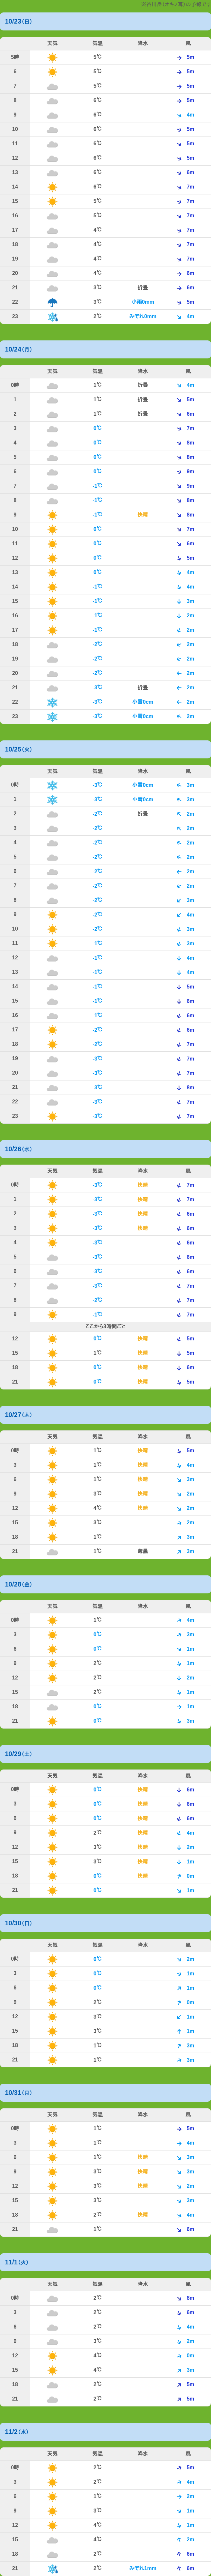 10/23(日)
天気 気温 降水 風
5時 5℃ 5m
6 5℃ 5m
7 5℃ 5m
8 6℃ 5m
9 6℃ 4m
10 6℃ 5m
11 6℃ 5m
12 6℃ 5m
13 6℃ 6m
14 6℃ 7m
15 5℃ 7m
16 5℃ 7m
17 4℃ 7m
18 4℃ 7m
19 4℃ 7m
20 4℃ 6m
21 3℃ 折畳 6m
22 3℃ 小雨0mm 5m
23 2℃ みぞれ0mm 4m
10/24(月)
天気 気温 降水 風
0時 1℃ 折畳 4m
1 1℃ 折畳 5m
2 1℃ 折畳 6m
3 0℃ 7m
4 0℃ 8m
5 0℃ 8m
6 0℃ 9m
7 -1℃ 9m
8 -1℃ 8m
9 -1℃ 快晴 8m
10 0℃ 7m
11 0℃ 6m
12 0℃ 5m
13 0℃ 4m
14 -1℃ 4m
15 -1℃ 3m
16 -1℃ 2m
17 -1℃ 2m
18 -2℃ 2m
19 -2℃ 2m
20 -2℃ 2m
21 -3℃ 折畳 2m
22 -3℃ 小雪0cm 2m
23 -3℃ 小雪0cm 2m
10/25(火)
天気 気温 降水 風
0時 -3℃ 小雪0cm 3m
1 -3℃ 小雪0cm 3m
2 -2℃ 折畳 2m
3 -2℃ 2m
4 -2℃ 2m
5 -2℃ 2m
6 -2℃ 2m
7 -2℃ 2m
8 -2℃ 3m
9 -2℃ 4m
10 -2℃ 3m
11 -1℃ 3m
12 -1℃ 4m
13 -1℃ 4m
14 -1℃ 5m
15 -1℃ 6m
16 -1℃ 6m
17 -2℃ 6m
18 -2℃ 7m
19 -3℃ 7m
20 -3℃ 7m
21 -3℃ 8m
22 -3℃ 7m
23 -3℃ 7m
10/26(水)
天気 気温 降水 風
0時 -3℃ 快晴 7m
1 -3℃ 快晴 7m
2 -3℃ 快晴 6m
3 -3℃ 快晴 6m
4 -3℃ 6m
5 -3℃ 6m
6 -3℃ 6m
7 -3℃ 7m
8 -2℃ 7m
9 -1℃ 7m
ここから3時間ごと
12 0℃ 快晴 5m
15 1℃ 快晴 5m
18 0℃ 快晴 6m
21 0℃ 快晴 5m
10/27(木)
天気 気温 降水 風
0時 1℃ 快晴 5m
3 1℃ 快晴 4m
6 1℃ 快晴 3m
9 3℃ 快晴 2m
12 4℃ 快晴 2m
15 3℃ 2m
18 1℃ 3m
21 1℃ 薄曇 3m
10/28(金)
天気 気温 降水 風
0時 1℃ 4m
3 0℃ 3m
6 0℃ 1m
9 2℃ 1m
12 2℃ 2m
15 2℃ 1m
18 0℃ 1m
21 0℃ 3m
10/29(土)
天気 気温 降水 風
0時 0℃ 快晴 6m
3 0℃ 快晴 6m
6 0℃ 快晴 6m
9 2℃ 快晴 4m
12 3℃ 快晴 2m
15 3℃ 快晴 1m
18 0℃ 快晴 0m
21 0℃ 1m
10/30(日)
天気 気温 降水 風
0時 0℃ 2m
3 0℃ 1m
6 0℃ 1m
9 2℃ 0m
12 3℃ 1m
15 3℃ 1m
18 1℃ 3m
21 1℃ 3m
10/31(月)
天気 気温 降水 風
0時 1℃ 5m
3 1℃ 4m
6 1℃ 快晴 3m
9 3℃ 快晴 3m
12 3℃ 快晴 2m
15 3℃ 3m
18 2℃ 快晴 4m
21 1℃ 6m
11/1(火)
天気 気温 降水 風
0時 2℃ 8m
3 2℃ 6m
6 2℃ 4m
9 3℃ 2m
12 4℃ 0m
15 4℃ 3m
18 2℃ 5m
21 2℃ 5m
11/2(水)
天気 気温 降水 風
0時 2℃ 5m
3 2℃ 4m
6 1℃ 2m
9 3℃ 1m
12 4℃ 1m
15 4℃ 2m
18 2℃ 6m
21 2℃ みぞれ1mm 6m